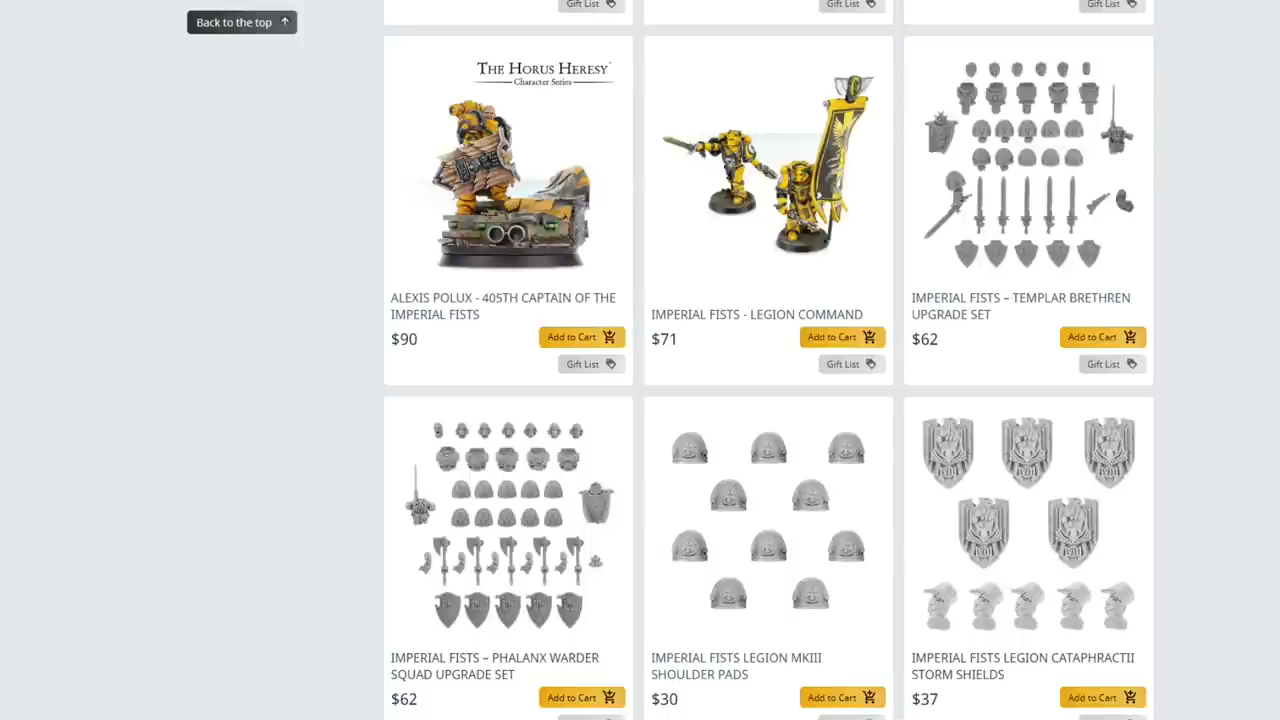 Gift List
Gift List
Gift List
Back to the top
THE HORUS HERESY
Character Series
ALEXIS POLUX - 405TH CAPTAIN OF THE
IMPERIAL FISTS
$90
Add to Cart
Gift List
IMPERIAL FISTS - LEGION COMMAND
$71
Add to Cart
Gift List
IMPERIAL FISTS – TEMPLAR BRETHREN
UPGRADE SET
$62
Add to Cart
Gift List
IMPERIAL FISTS – PHALANX WARDER
SQUAD UPGRADE SET
$62
Add to Cart
IMPERIAL FISTS LEGION MKIII
SHOULDER PADS
$30
Add to Cart
IMPERIAL FISTS LEGION CATAPHRACTII
STORM SHIELDS
$37
Add to Cart